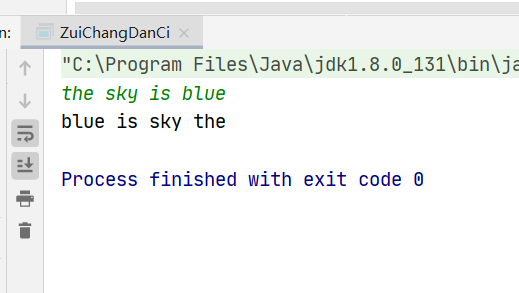 n: ZuiChangDanCi
"C:\Program Files\Java\jdk1.8.0_131\bin\ja
the sky is blue
blue is sky the
Process finished with exit code 0